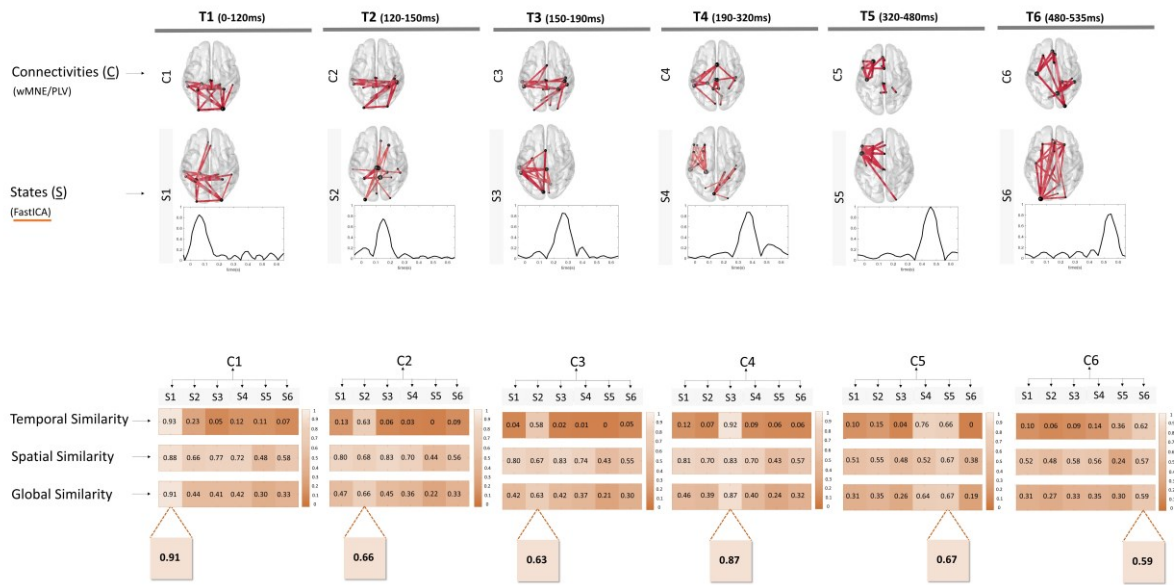 T1 (0-120ms) T2 (120-150ms) T3 (150-190ms) T4 (190-320ms) T5 (320-480ms) T6 (480-535ms)
Connectivities (C)
(wMNE/PLV)
C1 C2 C3 C4 C5 C6
States (S)
(FastICA)
S1 S2 S3 S4 S5 S6
time(s) time(s) time(s) time(s) time(s) time(s)
C1 C2 C3 C4 C5 C6
S1 S2 S3 S4 S5 S6 S1 S2 S3 S4 S5 S6 S1 S2 S3 S4 S5 S6 S1 S2 S3 S4 S5 S6 S1 S2 S3 S4 S5 S6 S1 S2 S3 S4 S5 S6
Temporal Similarity 0.93 0.23 0.05 0.12 0.11 0.07 0.13 0.63 0.06 0.03 0 0.09 0.04 0.58 0.02 0.01 0 0.05 0.12 0.07 0.92 0.09 0.06 0.06 0.10 0.15 0.04 0.76 0.66 0 0.10 0.06 0.09 0.14 0.36 0.62
Spatial Similarity 0.88 0.66 0.77 0.72 0.48 0.58 0.80 0.68 0.83 0.70 0.44 0.56 0.80 0.67 0.83 0.74 0.43 0.55 0.81 0.70 0.83 0.70 0.43 0.57 0.51 0.55 0.48 0.52 0.67 0.38 0.52 0.48 0.58 0.56 0.24 0.57
Global Similarity 0.91 0.44 0.41 0.42 0.30 0.33 0.47 0.66 0.45 0.36 0.22 0.33 0.42 0.63 0.42 0.37 0.21 0.30 0.46 0.39 0.87 0.40 0.24 0.32 0.31 0.35 0.26 0.64 0.67 0.19 0.31 0.27 0.33 0.35 0.30 0.59
0.91 0.66 0.63 0.87 0.67 0.59